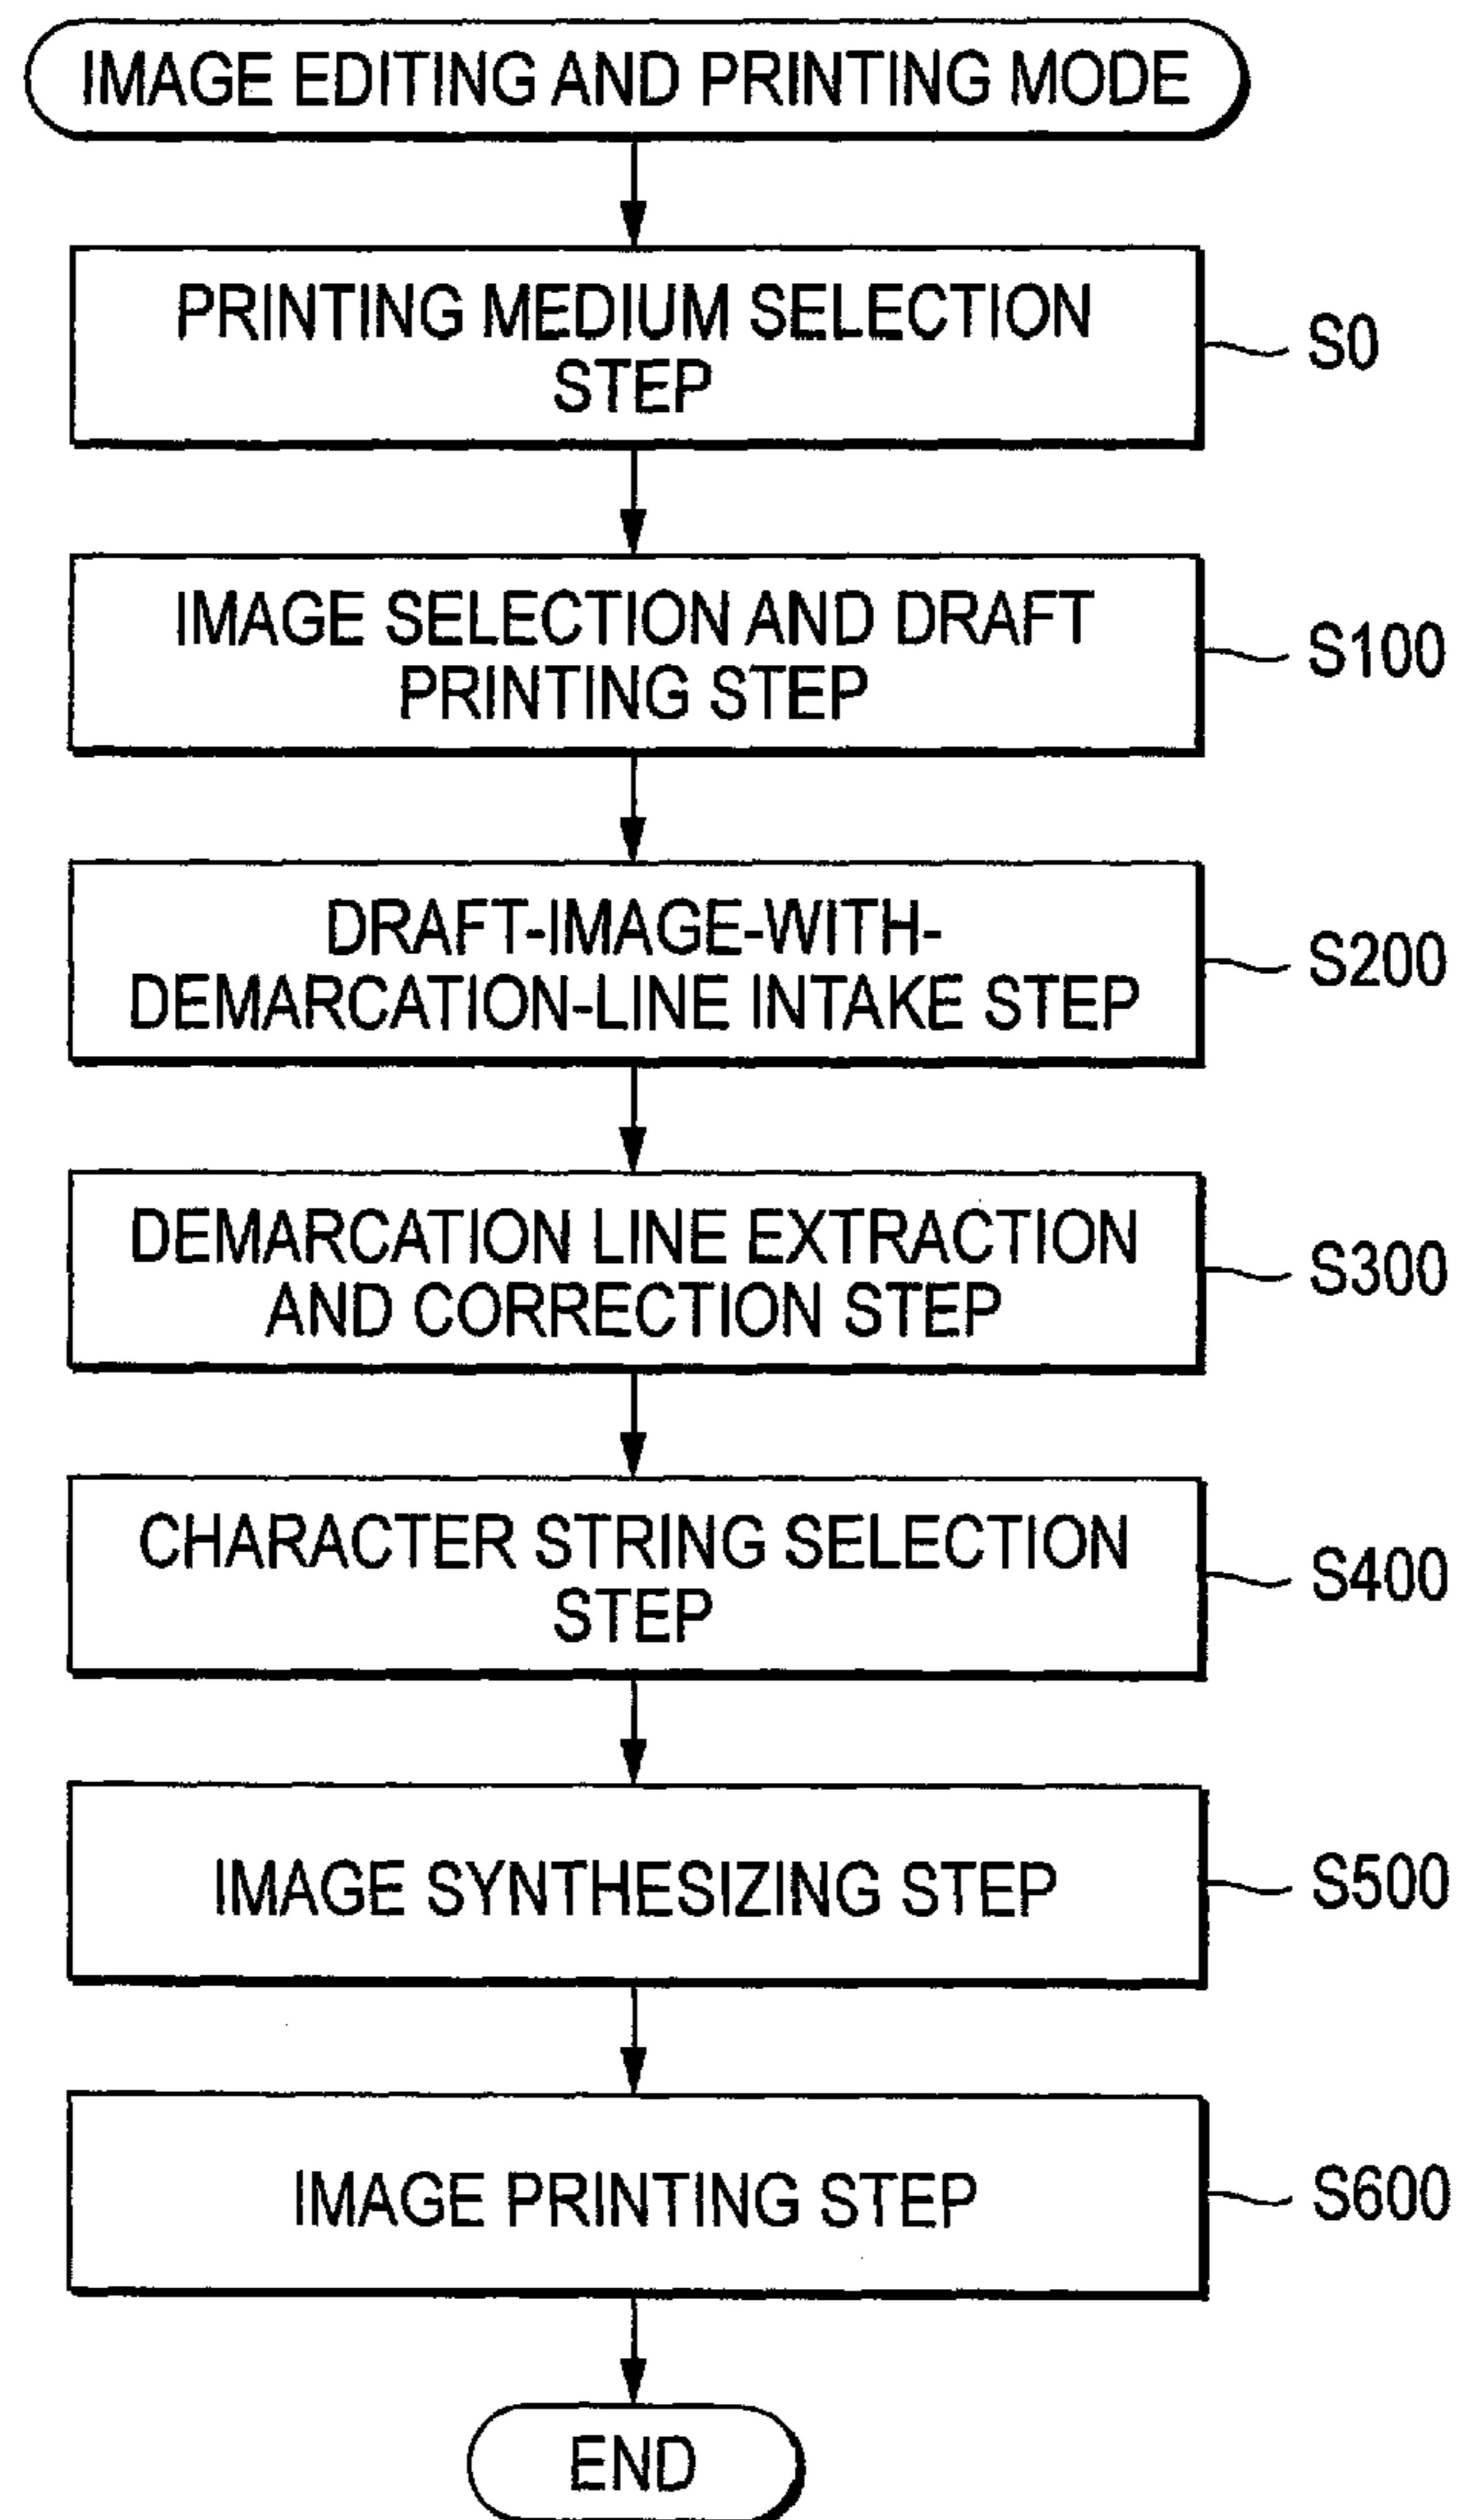 IMAGE EDITING AND PRINTING MODE
PRINTING MEDIUM SELECTION
STEP
S0
IMAGE SELECTION AND DRAFT
PRINTING STEP
S100
DRAFT-IMAGE-WITH-
DEMARCATION-LINE INTAKE STEP
S200
DEMARCATION LINE EXTRACTION
AND CORRECTION STEP
S300
CHARACTER STRING SELECTION
STEP
S400
IMAGE SYNTHESIZING STEP
S500
IMAGE PRINTING STEP
S600
END